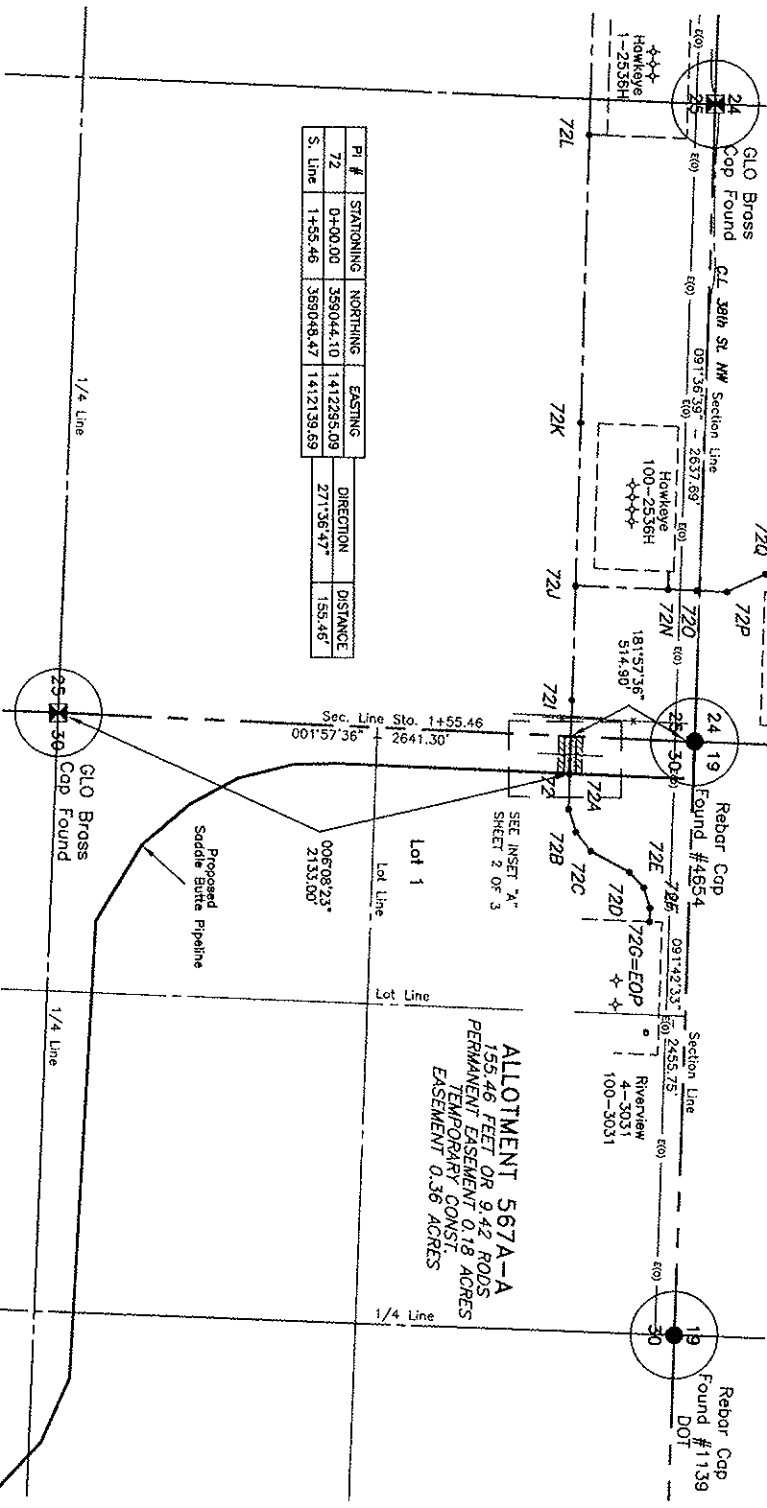 24
25
GLO Brass
Cap Found
Hawkeye
1-2536H
E(O)
E(O)
E(O)
E(O)
E(O)
E(O)
CL 38th St. NW
Section Line
091°36'39" - 2637.69'
72L
72K
Hawkeye
100-2536H
72J
72N
72O
72P
72Q
72I
181°57'36"
514.90'
24
19
25
30
Rebar Cap
Found #4654
PI #
STATIONING
NORTHING
EASTING
DIRECTION
DISTANCE
72
0+00.00
359044.10
1412295.09
271°36'47"
155.46'
S. Line
1+55.46
369048.47
1412139.69
1/4 Line
Sec. Line Sta. 1+55.46
001°57'36"
2641.30'
72
72A
72B
72C
72D
72E
72G=EOP
SEE INSET "A"
SHEET 2 OF 3
Lot 1
Lot Line
Lot Line
006°08'23"
2133.00'
25
30
GLO Brass
Cap Found
Proposed
Saddle Butte Pipeline
1/4 Line
1/4 Line
091°42'33"
2455.75'
Section Line
E(O)
E(O)
E(O)
E(O)
Riverview
4-3031
100-3031
ALLOTMENT 567A-A
155.46 FEET OR 9.42 RODS
PERMANENT EASEMENT 0.18 ACRES
TEMPORARY CONST.
EASEMENT 0.36 ACRES
19
30
Rebar Cap
Found #1139
DOT